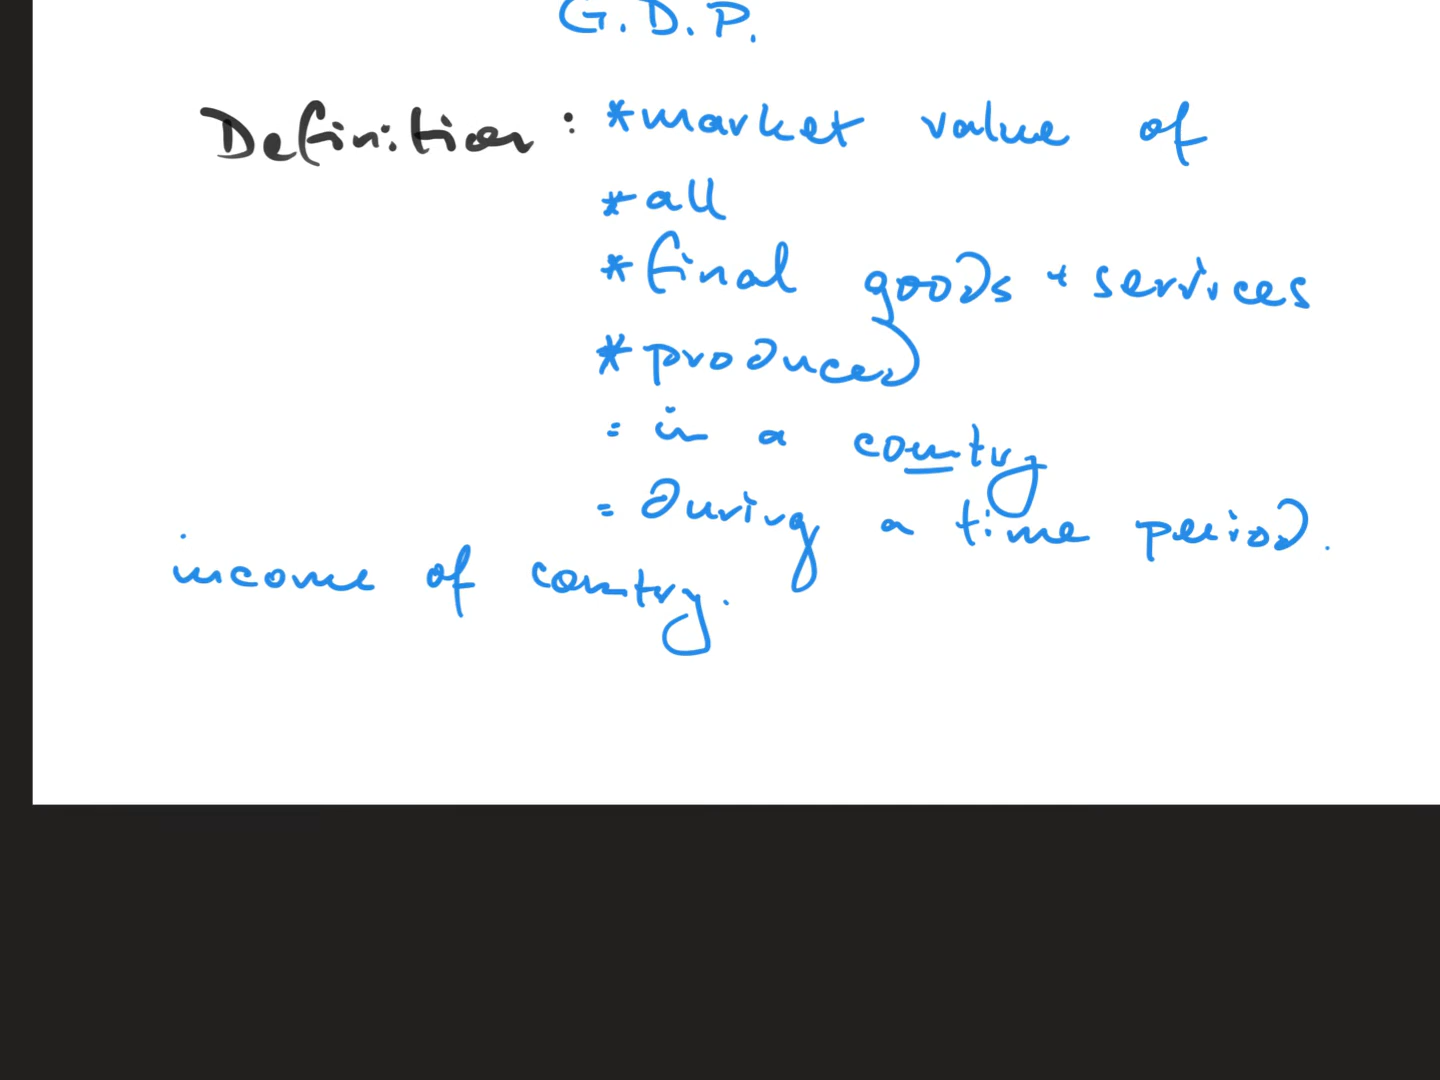 G.D.P.
Definition: *market value of
*all
*final goods + services
*produced
= in a country
= during a time period.
income of country.